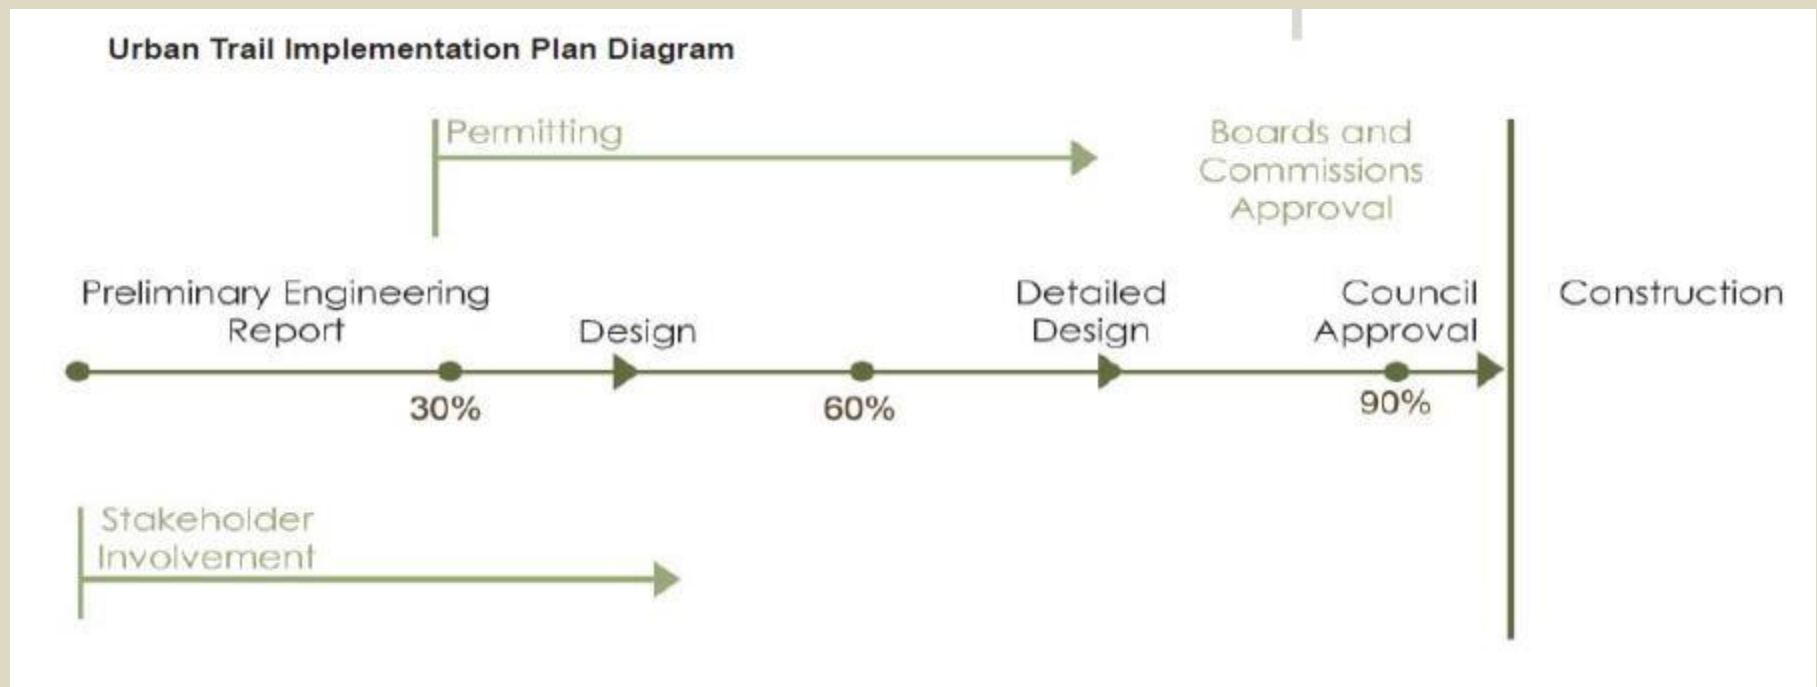 Urban Trail Implementation Plan Diagram
Permitting
Boards and
Commissions
Approval
Preliminary Engineering
Report
Design
Detailed
Design
Council
Approval
Construction
30%
60%
90%
Stakeholder
Involvement